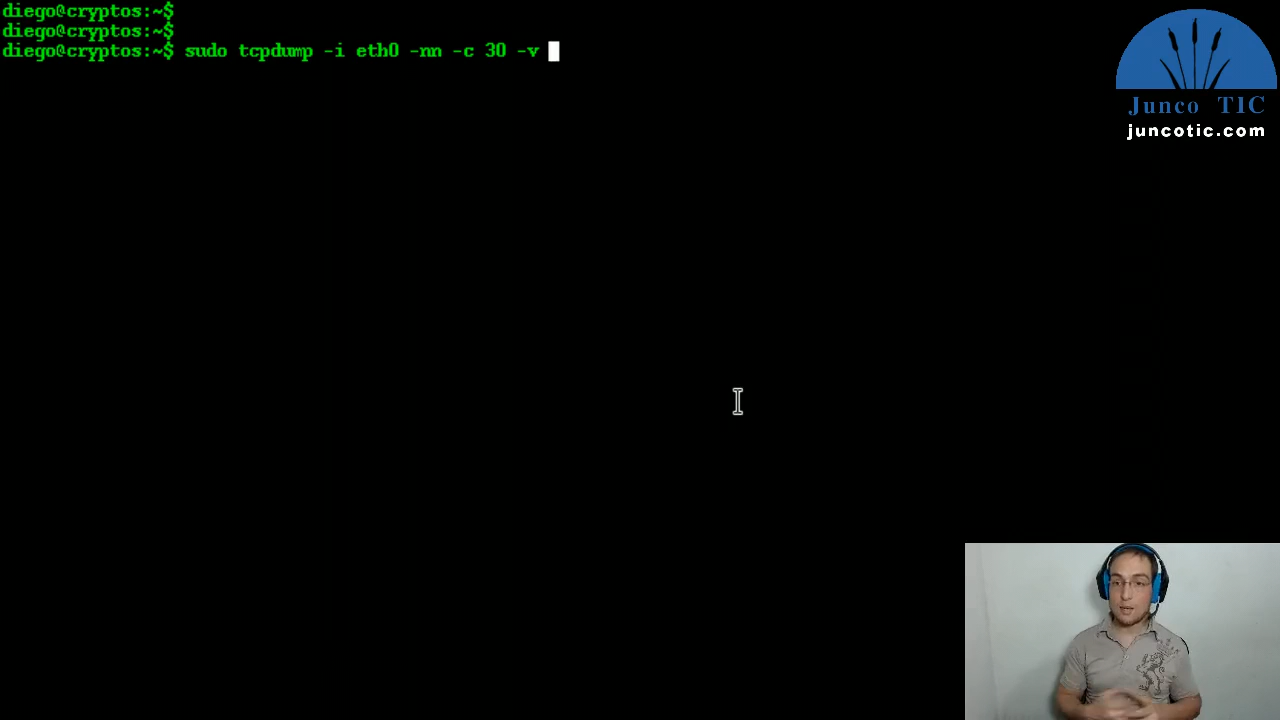 diego@cryptos:~$
diego@cryptos:~$
diego@cryptos:~$ sudo tcpdump -i eth0 -nn -c 30 -v
Junco TIC
juncotic.com